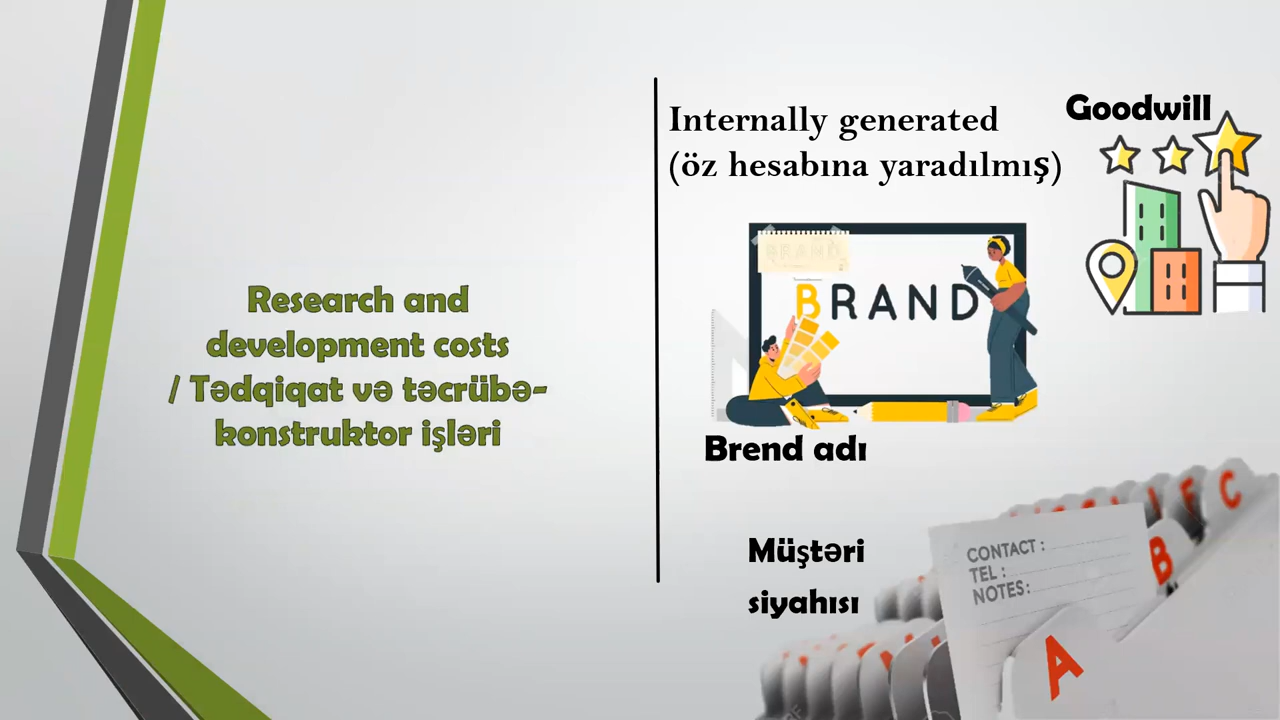 Research and
development costs
/ Tədqiqat və təcrübə-
konstruktor işləri
Internally generated
(öz hesabına yaradılmış)
Goodwill
BRAND
BRAND
Brend adı
Müştəri
siyahısı
CONTACT :
TEL :
NOTES:
A
B
F
C